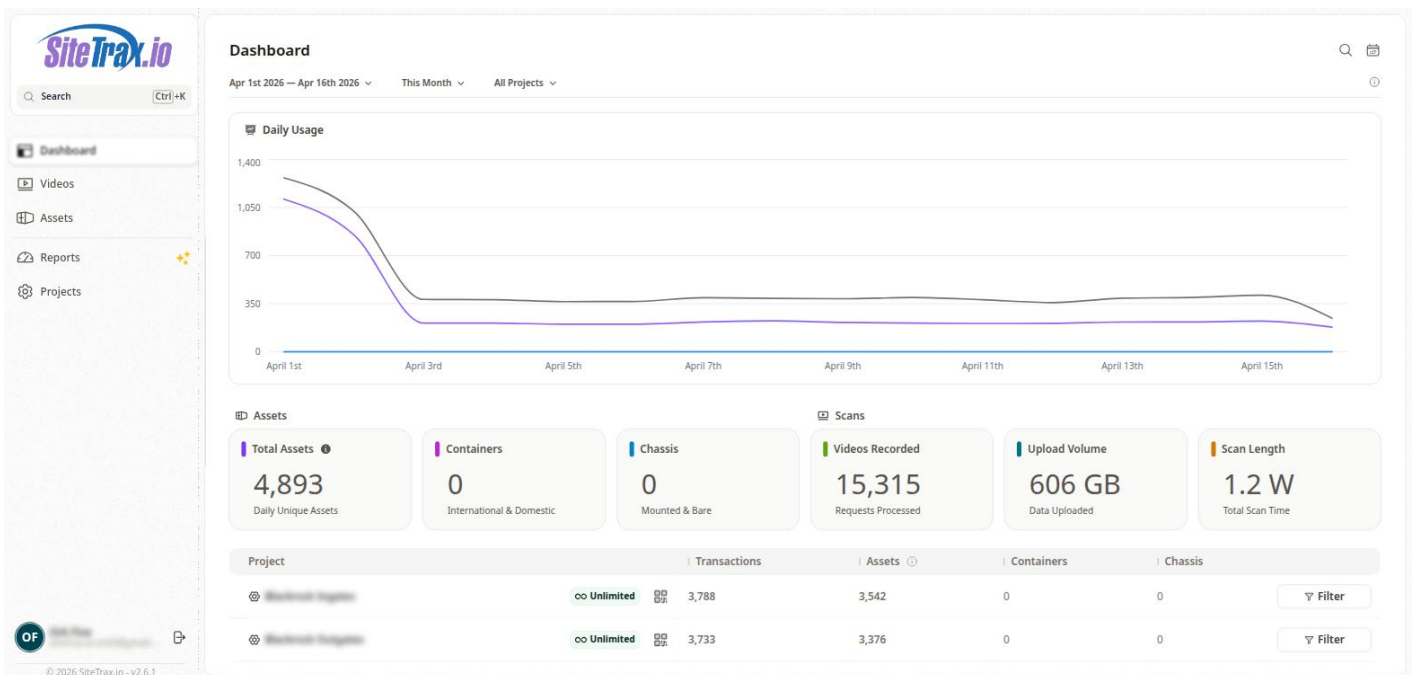 SiteTrax.io
Search Ctrl+K
Dashboard
Videos
Assets
Reports
Projects
OF
© 2026 SiteTrax.io - v2.6.1
Dashboard
Apr 1st 2026 — Apr 16th 2026 This Month All Projects
Daily Usage
1,400
1,050
700
350
0
April 1st April 3rd April 5th April 7th April 9th April 11th April 13th April 15th
Assets
Total Assets
4,893
Daily Unique Assets
Containers
0
International & Domestic
Chassis
0
Mounted & Bare
Scans
Videos Recorded
15,315
Requests Processed
Upload Volume
606 GB
Data Uploaded
Scan Length
1.2 W
Total Scan Time
Project Transactions Assets Containers Chassis
∞ Unlimited 3,788 3,542 0 0 Filter
∞ Unlimited 3,733 3,376 0 0 Filter